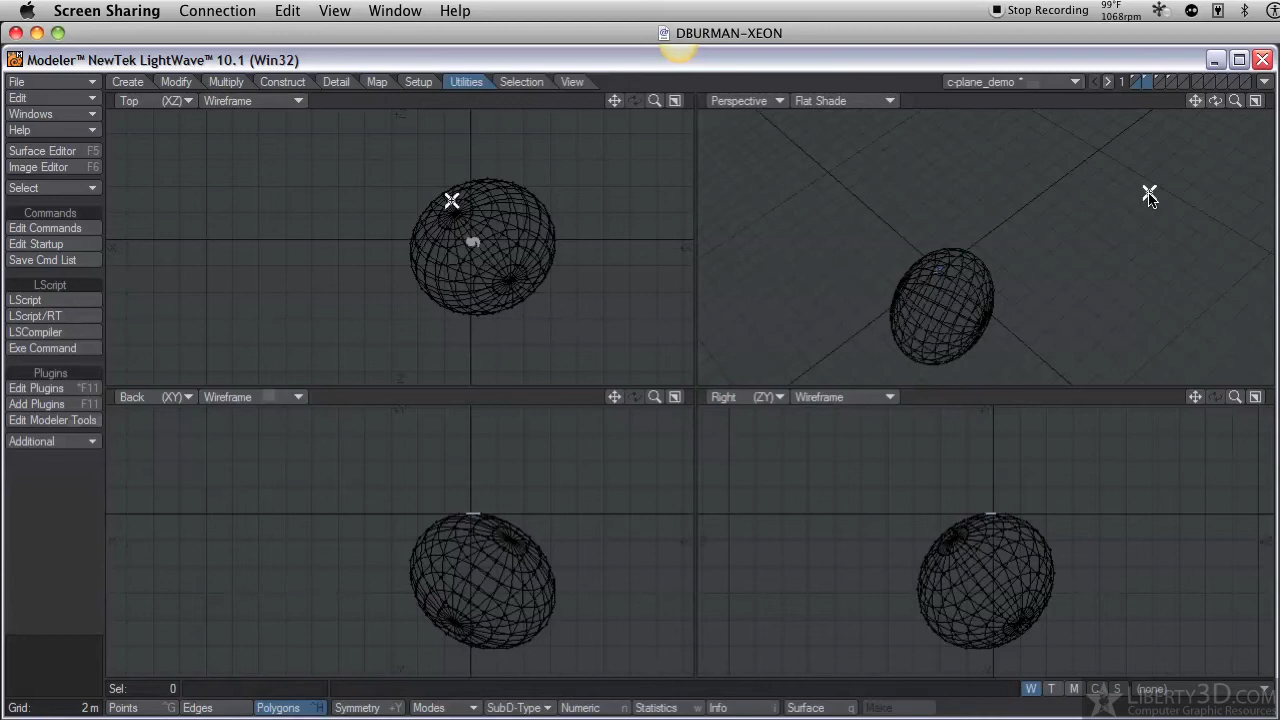 Screen Sharing Connection Edit View Window Help Stop Recording 99°F 1068rpm
DBURMAN-XEON
Modeler™ NewTek LightWave™ 10.1 (Win32)
File Create Modify Multiply Construct Detail Map Setup Utilities Selection View c-plane_demo * 1
Edit Top (XZ) Wireframe Perspective Flat Shade
Windows
Help
Surface Editor F5
Image Editor F6
Select
Commands
Edit Commands
Edit Startup
Save Cmd List
LScript
LScript
LScript/RT
LSCompiler
Exe Command
Plugins
Edit Plugins ^F11
Add Plugins F11
Edit Modeler Tools
Additional
Back (XY) Wireframe Right (ZY) Wireframe
Sel: 0 W T M C S (none)
Grid: 2 m Points ^G Edges Polygons ^H Symmetry +Y Modes SubD-Type Numeric n Statistics w Info i Surface q Make
LIBERTY3D.COM
Computer Graphic Resources